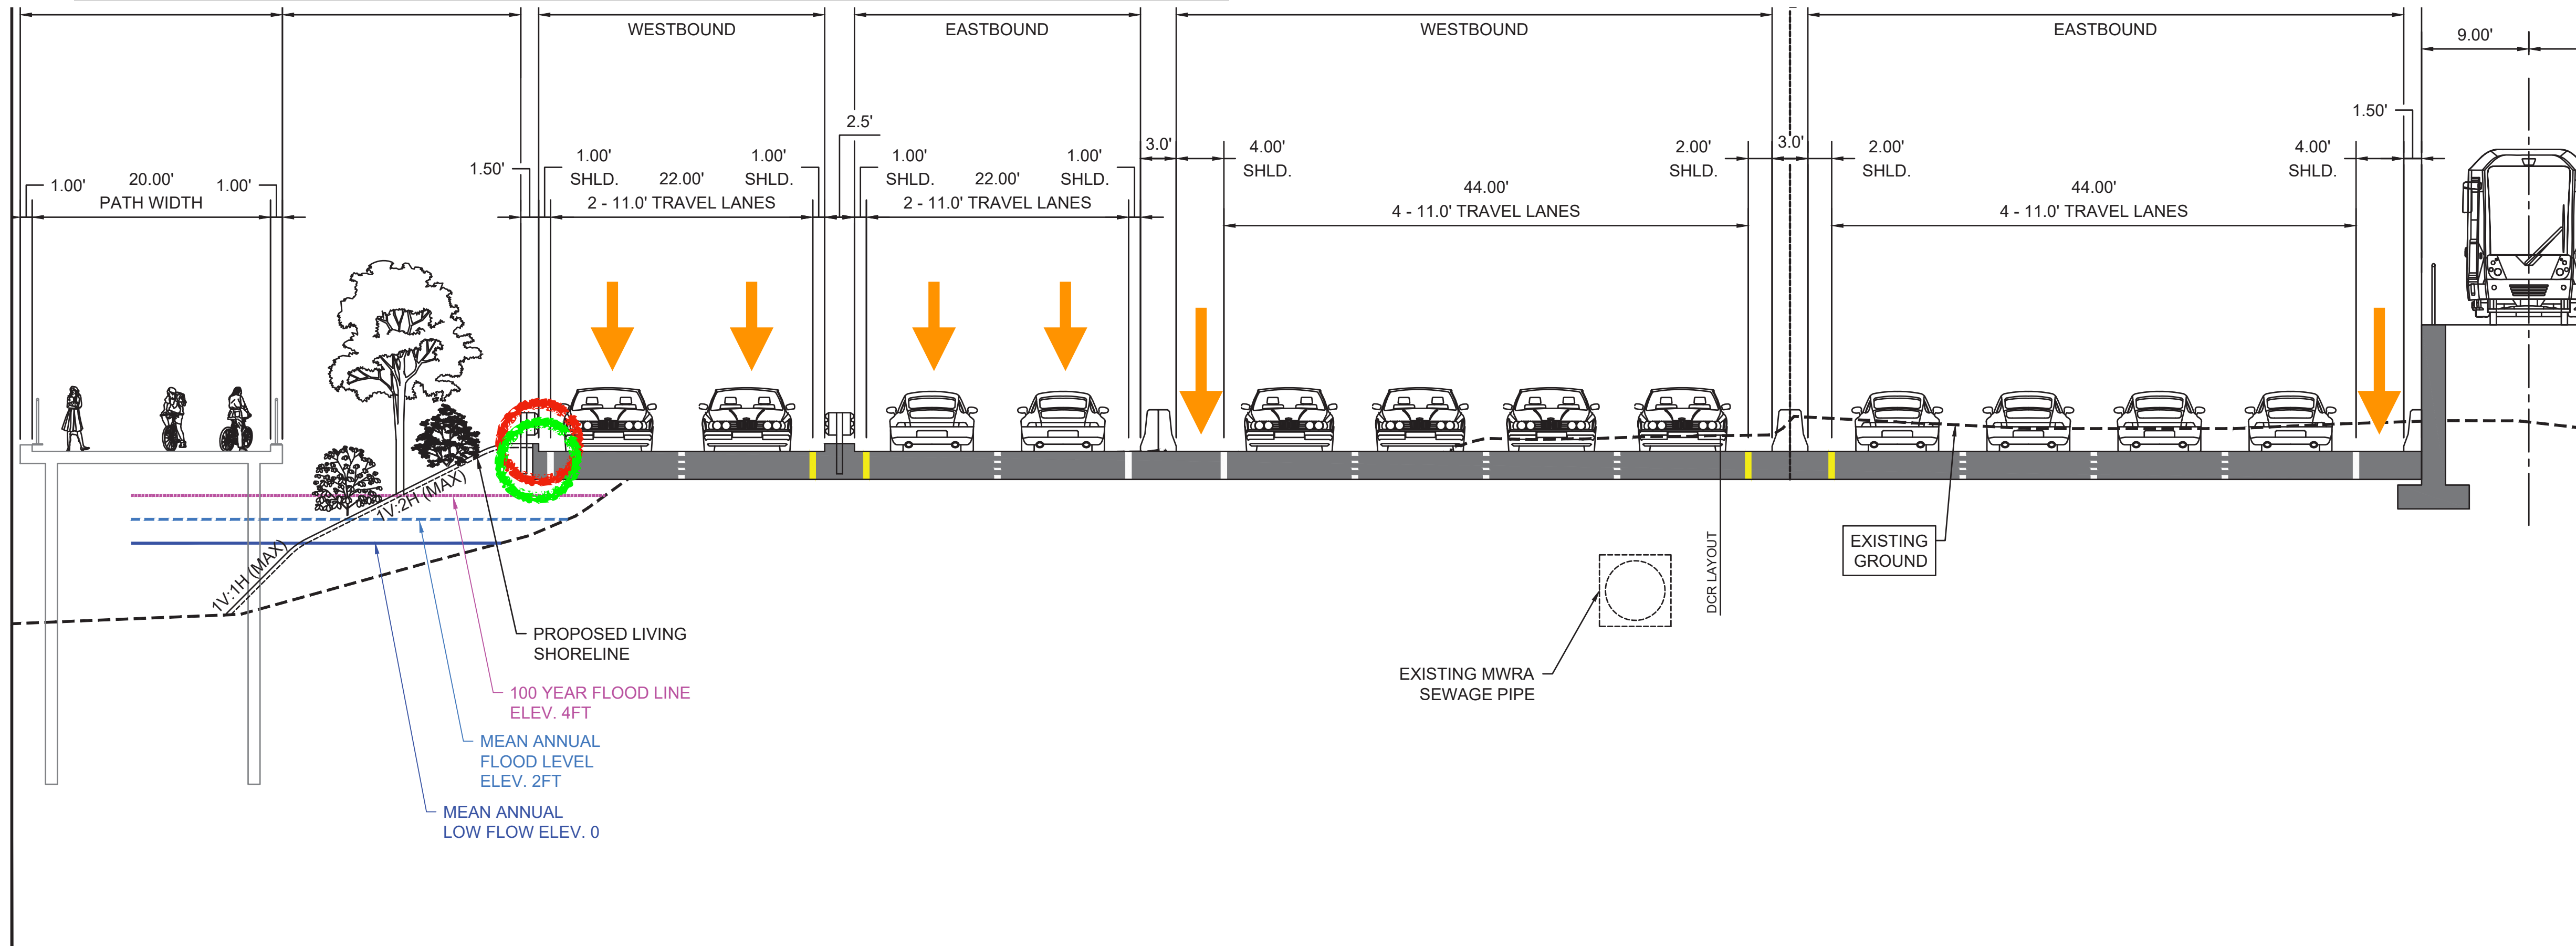 WESTBOUND
EASTBOUND
WESTBOUND
EASTBOUND
9.00'
1.50'
2.5'
3.0'
3.0'
1.00'
SHLD.
1.00'
SHLD.
1.00'
SHLD.
1.00'
SHLD.
4.00'
SHLD.
2.00'
SHLD.
2.00'
SHLD.
4.00'
SHLD.
1.50'
1.00'
20.00'
PATH WIDTH
1.00'
22.00'
2 - 11.0' TRAVEL LANES
22.00'
2 - 11.0' TRAVEL LANES
44.00'
4 - 11.0' TRAVEL LANES
44.00'
4 - 11.0' TRAVEL LANES
1V:2H (MAX)
1V:1H (MAX)
DCR LAYOUT
EXISTING
GROUND
PROPOSED LIVING
SHORELINE
EXISTING MWRA
SEWAGE PIPE
100 YEAR FLOOD LINE
ELEV. 4FT
MEAN ANNUAL
FLOOD LEVEL
ELEV. 2FT
MEAN ANNUAL
LOW FLOW ELEV. 0